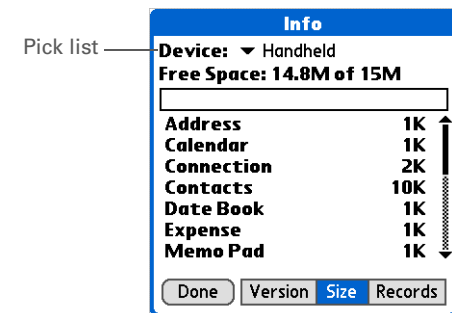 Info
Pick list
Device: Handheld
Free Space: 14.8M of 15M
Address 1K
Calendar 1K
Connection 2K
Contacts 10K
Date Book 1K
Expense 1K
Memo Pad 1K
Done Version Size Records